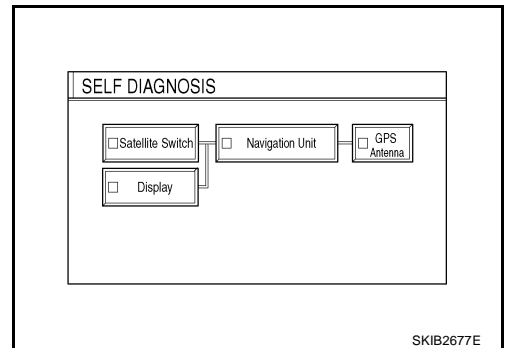 SELF DIAGNOSIS
Satellite Switch
Navigation Unit
GPS
Antenna
Display
SKIB2677E